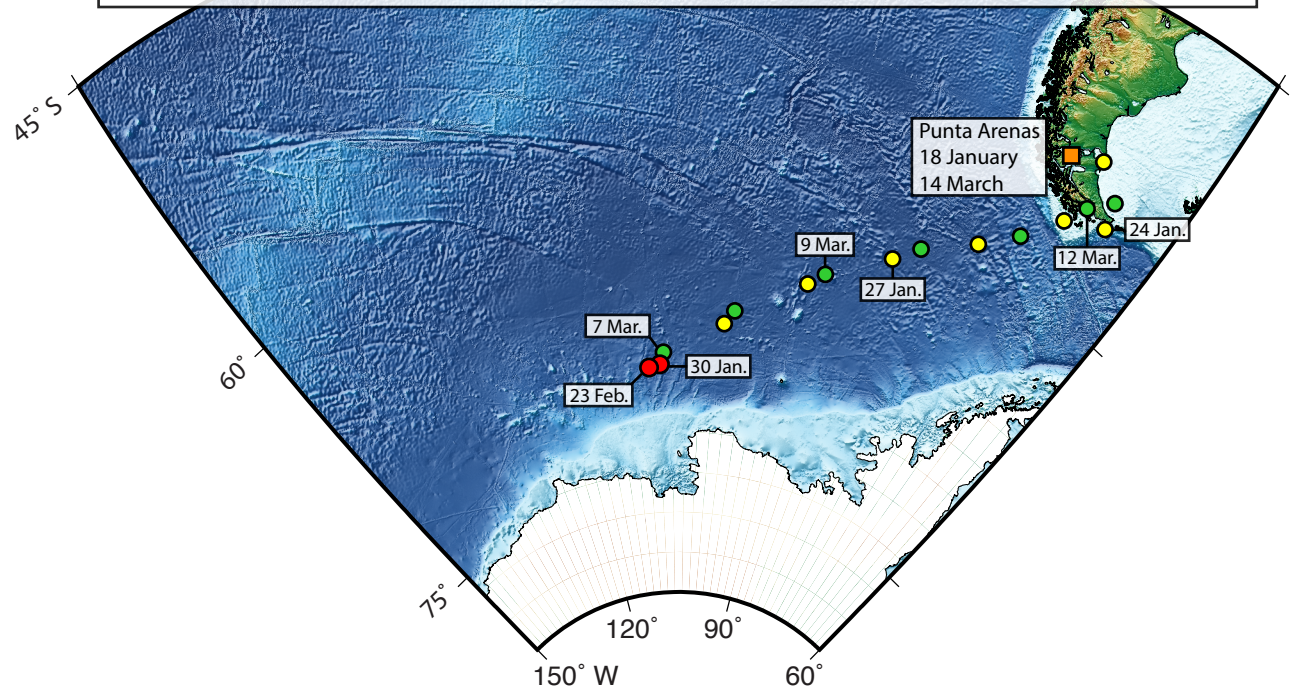 45° S
Punta Arenas
18 January
14 March
24 Jan.
9 Mar.
12 Mar.
27 Jan.
7 Mar.
30 Jan.
60°
23 Feb.
75°
120°
90°
150° W
60°